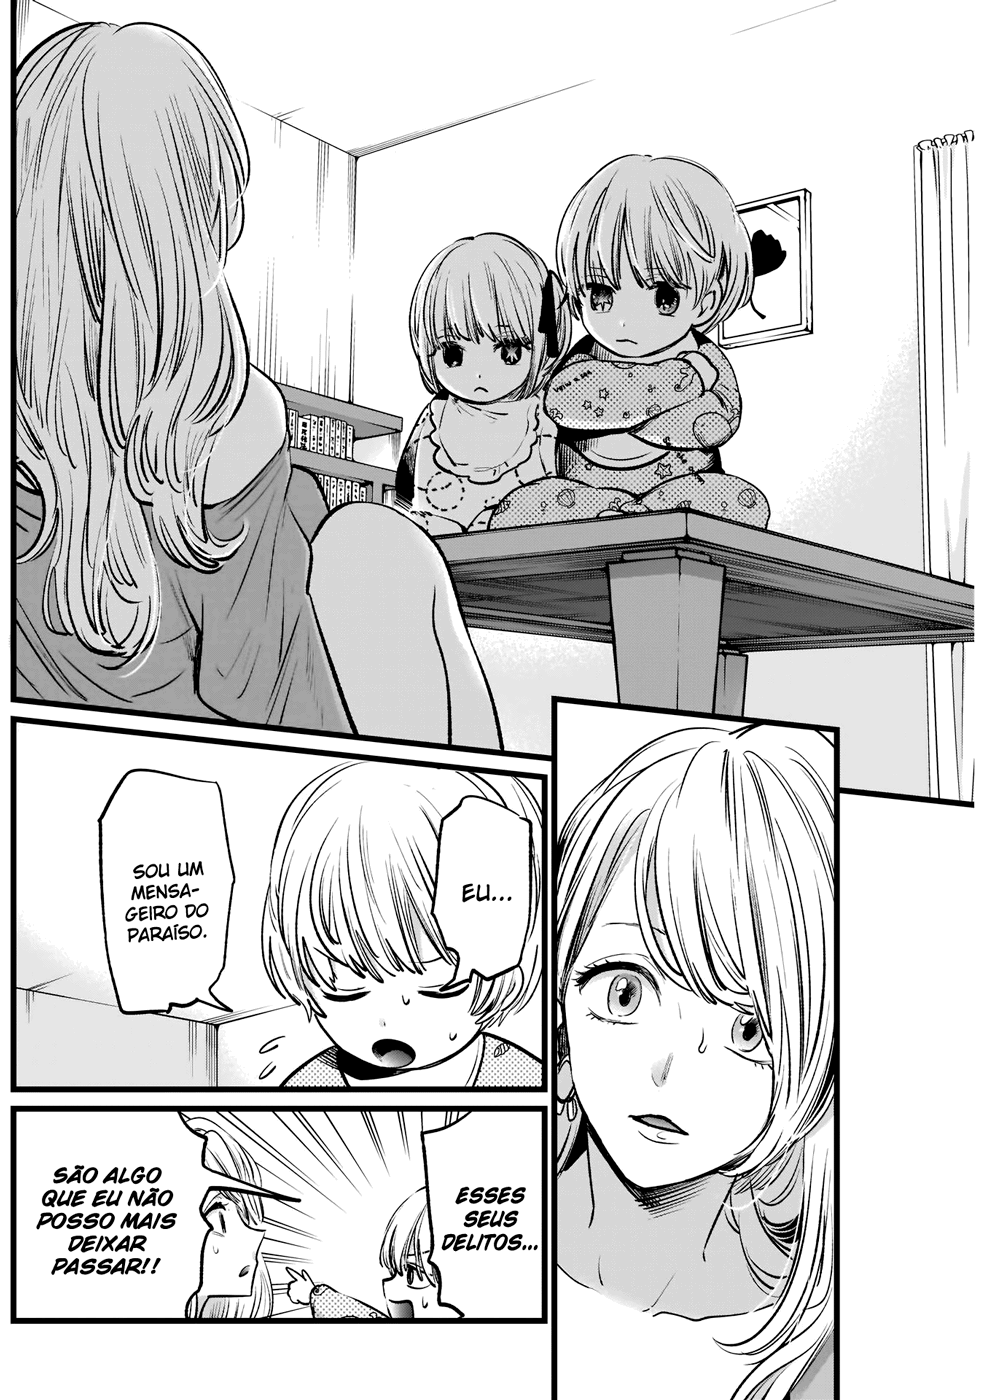 EU...
SOU UM
MENSA-
GEIRO DO
PARAÍSO.
ESSES
SEUS
DELITOS...
SÃO ALGO
QUE EU NÃO
POSSO MAIS
DEIXAR
PASSAR!!